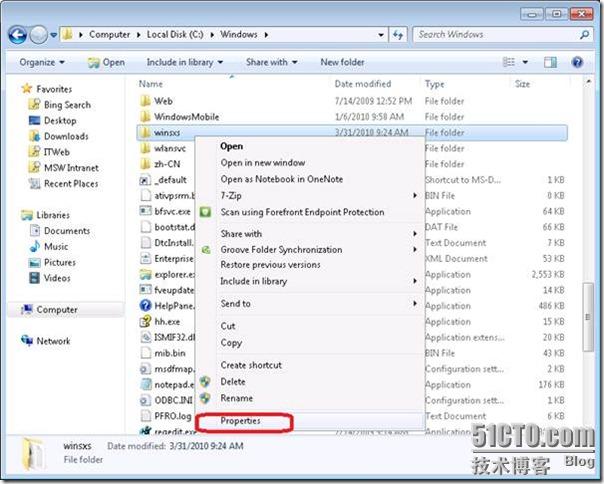 Computer Local Disk (C:) Windows Search Windows
Organize Open Include in library Share with New folder
Favorites
Bing Search
Desktop
Downloads
ITWeb
MSW Intranet
Recent Places
Libraries
Documents
Music
Pictures
Videos
Computer
Network
Name Date modified Type Size
Web 7/14/2009 12:52 PM File folder
WindowsMobile 1/6/2010 9:58 AM File folder
winsxs 3/31/2010 9:24 AM File folder
wlansvc File folder
zh-CN File folder
_default Shortcut to MS-D... 1 KB
ativpsrm.b BIN File 0 KB
bfsvc.exe Application 64 KB
bootstat.d DAT File 66 KB
DtcInstall. Text Document 7 KB
Enterprise XML Document 53 KB
explorer.ex Application 2,553 KB
fveupdate Application 14 KB
HelpPane. Application 486 KB
hh.exe Application 15 KB
ISMIF32.dl Application exten... 5 KB
mib.bin BIN File 43 KB
msdfmap. Configuration sett... 2 KB
notepad.e Application 176 KB
ODBC.INI Configuration sett... 1 KB
PFRO.log Text Document 6 KB
regedit.ex
Open
Open in new window
Open as Notebook in OneNote
7-Zip
Scan using Forefront Endpoint Protection
Share with
Groove Folder Synchronization
Restore previous versions
Include in library
Send to
Cut
Copy
Create shortcut
Delete
Rename
Properties
winsxs Date modified: 3/31/2010 9:24 AM
File folder
51CTO.com
技术博客 Blog